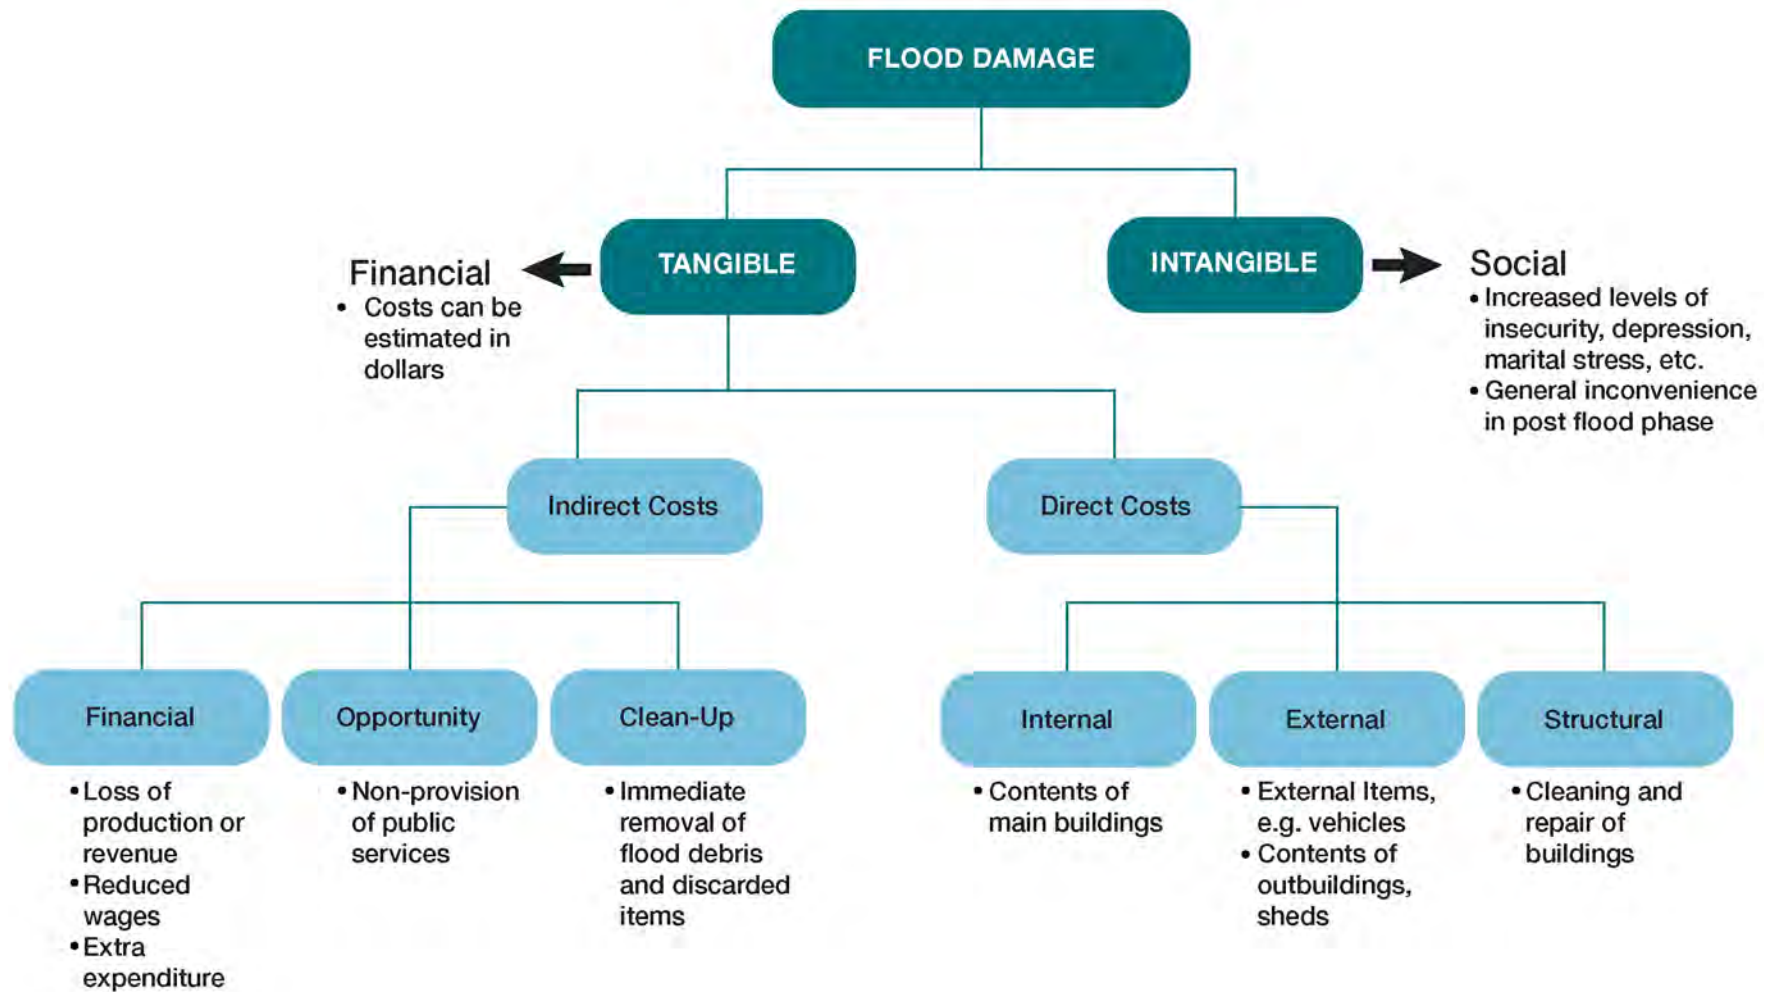 FLOOD DAMAGE
TANGIBLE
INTANGIBLE
Financial
• Costs can be
estimated in
dollars
Social
• Increased levels of
insecurity, depression,
marital stress, etc.
• General inconvenience
in post flood phase
Indirect Costs
Direct Costs
Financial
• Loss of
production or
revenue
• Reduced
wages
• Extra
expenditure
Opportunity
• Non-provision
of public
services
Clean-Up
• Immediate
removal of
flood debris
and discarded
items
Internal
• Contents of
main buildings
External
• External Items,
e.g. vehicles
• Contents of
outbuildings,
sheds
Structural
• Cleaning and
repair of
buildings